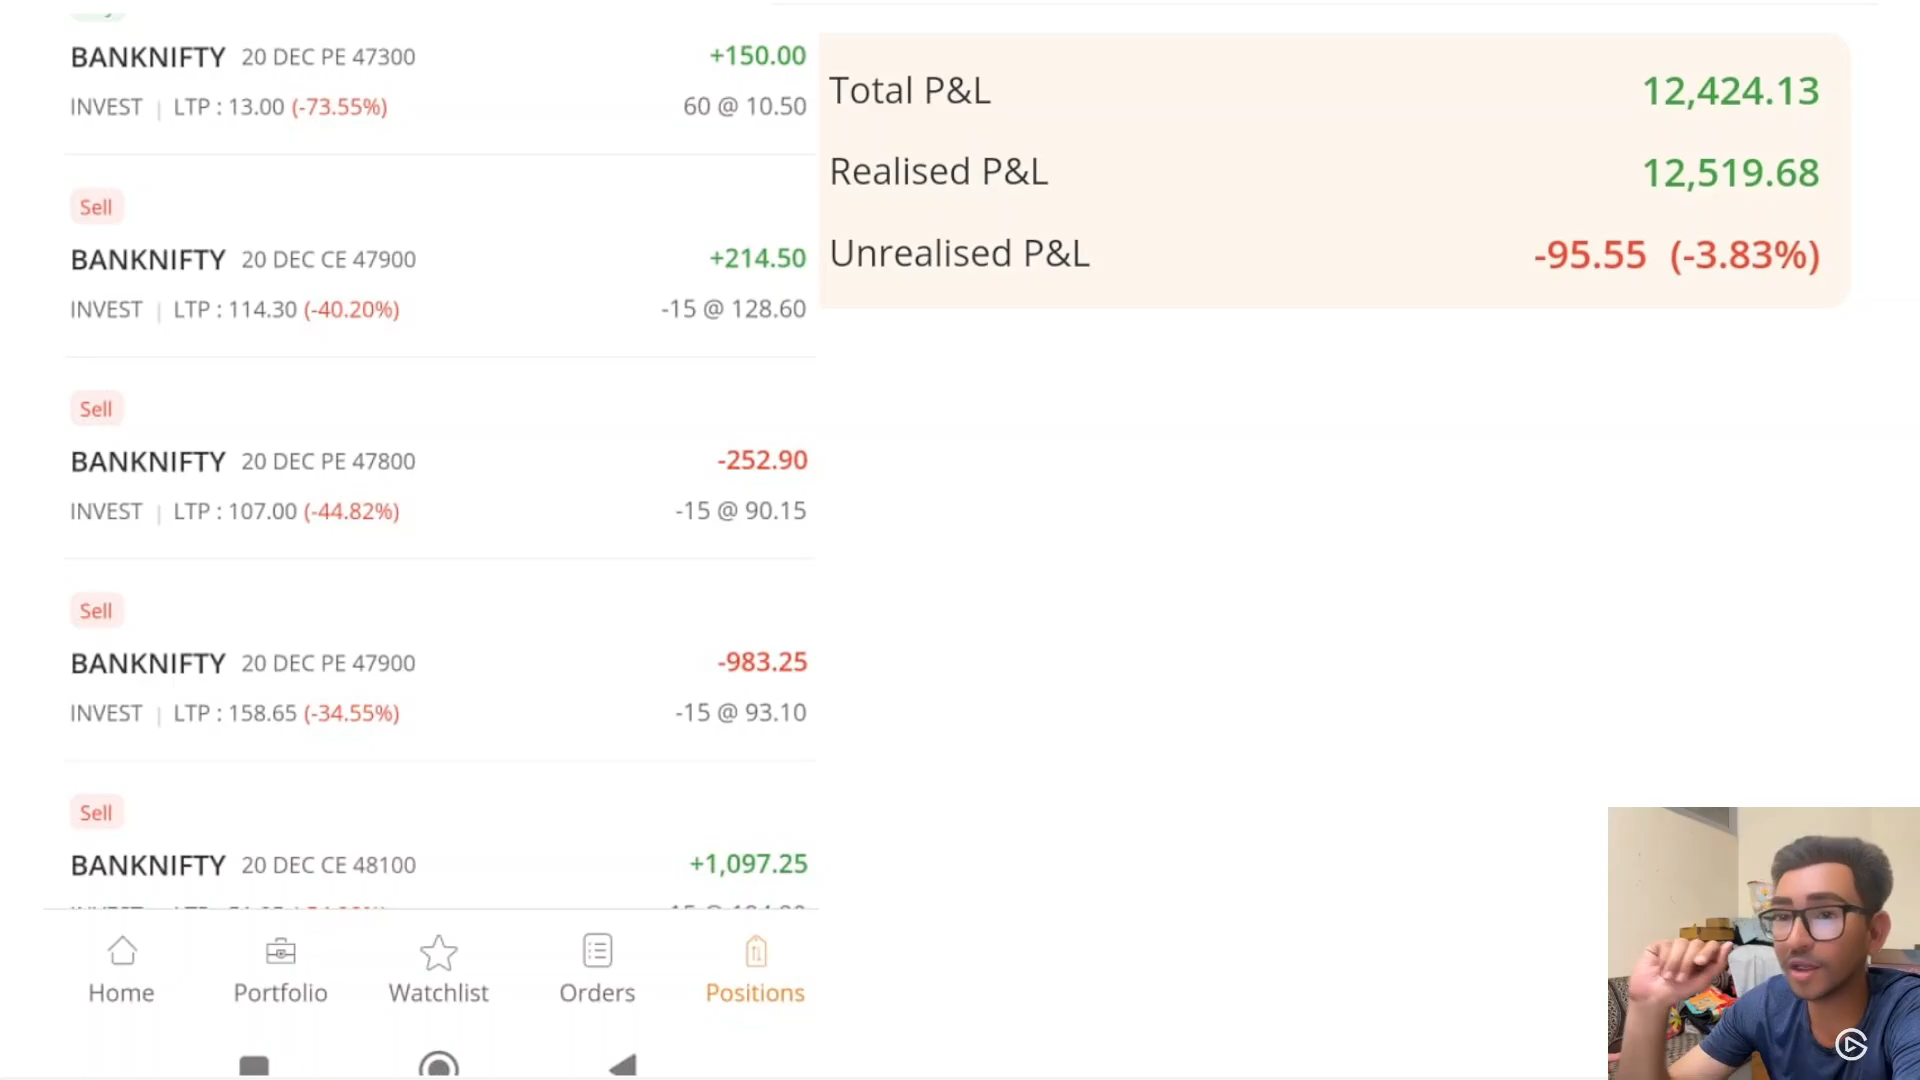 BANKNIFTY 20 DEC PE 47300 +150.00
INVEST | LTP : 13.00 (-73.55%) 60 @ 10.50
Sell
BANKNIFTY 20 DEC CE 47900 +214.50
INVEST | LTP : 114.30 (-40.20%) -15 @ 128.60
Sell
BANKNIFTY 20 DEC PE 47800 -252.90
INVEST | LTP : 107.00 (-44.82%) -15 @ 90.15
Sell
BANKNIFTY 20 DEC PE 47900 -983.25
INVEST | LTP : 158.65 (-34.55%) -15 @ 93.10
Sell
BANKNIFTY 20 DEC CE 48100 +1,097.25
Home Portfolio Watchlist Orders Positions
Total P&L 12,424.13
Realised P&L 12,519.68
Unrealised P&L -95.55 (-3.83%)